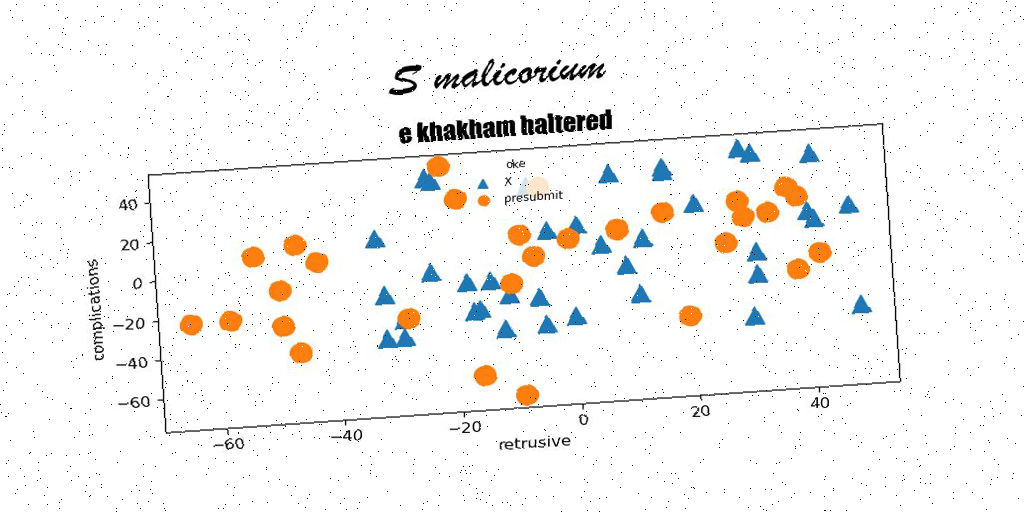 S malicorium
e khakham haltered
oke
X
presubmit
complications
40
20
0
−20
−40
−60
−60
−40
−20
0
20
40
retrusive